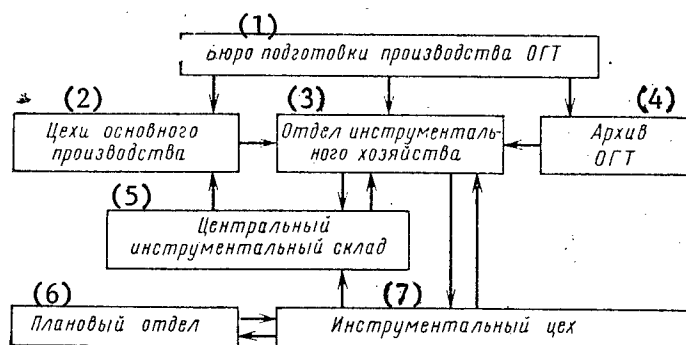 (1)
Бюро подготовки производства ОГТ
(2)
(3)
(4)
Цехи основного
производства
Отдел инструменталь-
ного хозяйства
Архив
ОГТ
(5)
Центральный
инструментальный склад
(6)
(7)
Плановый отдел
Инструментальный цех